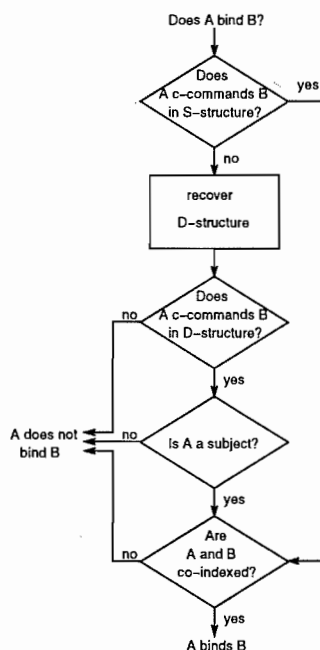 Does A bind B?
Does
A c-commands B
in S-structure?
yes
no
recover
D-structure
Does
A c-commands B
in D-structure?
no
yes
A does not
bind B
no
Is A a subject?
yes
Are
A and B
co-indexed?
no
yes
A binds B